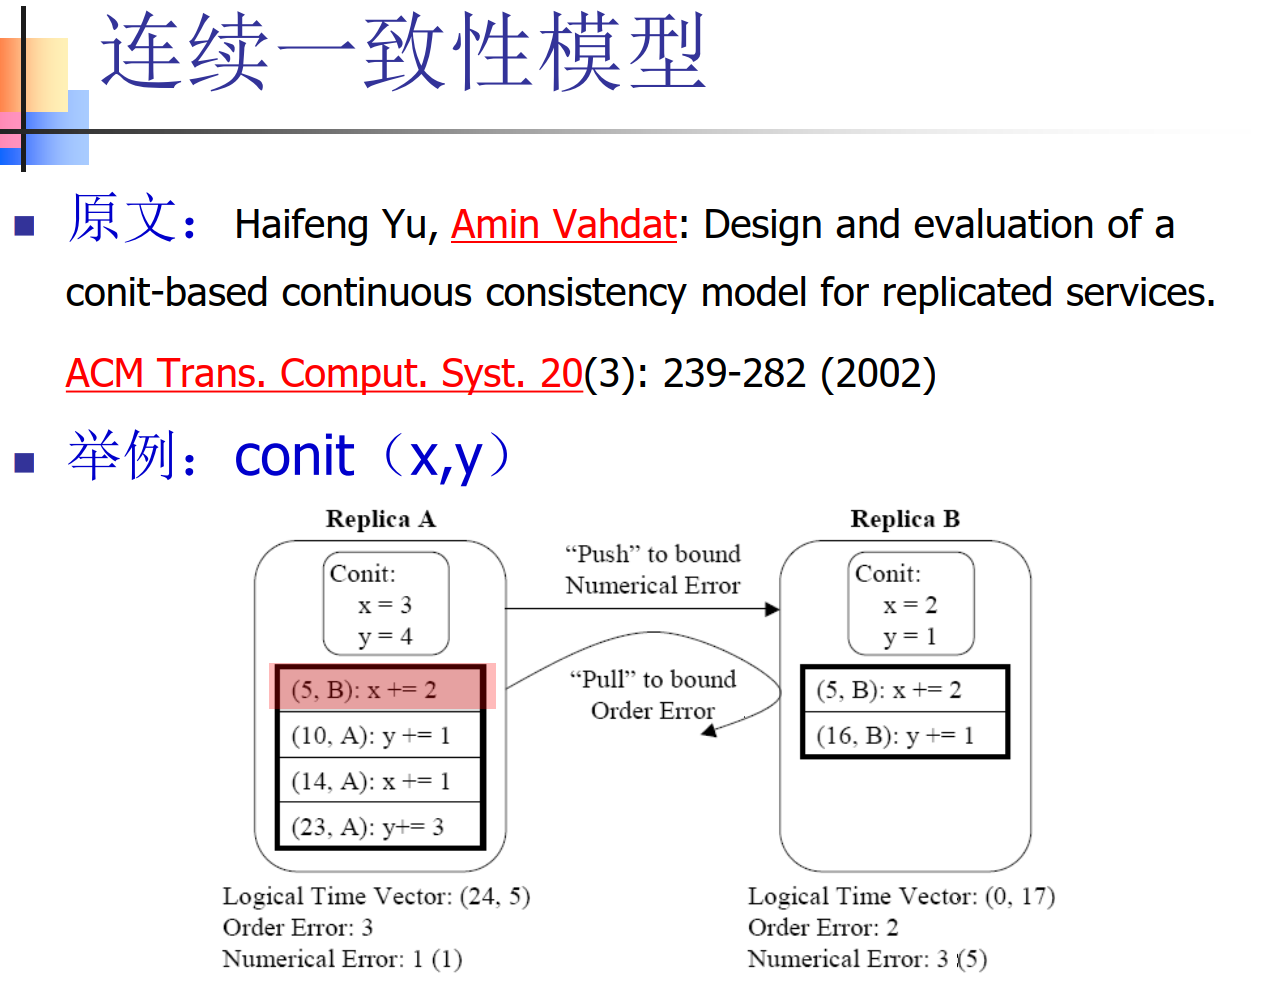 连续一致性模型
原文：Haifeng Yu, Amin Vahdat: Design and evaluation of a
conit-based continuous consistency model for replicated services.
ACM Trans. Comput. Syst. 20(3): 239-282 (2002)
举例：conit（x,y）
Replica A
Conit:
x = 3
y = 4
(5, B): x += 2
(10, A): y += 1
(14, A): x += 1
(23, A): y+= 3
Logical Time Vector: (24, 5)
Order Error: 3
Numerical Error: 1 (1)
“Push” to bound
Numerical Error
“Pull” to bound
Order Error
Replica B
Conit:
x = 2
y = 1
(5, B): x += 2
(16, B): y += 1
Logical Time Vector: (0, 17)
Order Error: 2
Numerical Error: 3 (5)